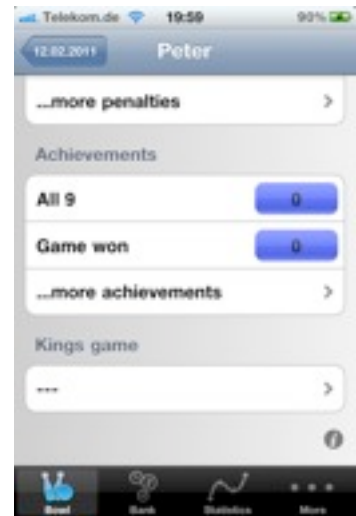 Telekom.de 19:59 90%
12.02.2011 Peter
...more penalties
Achievements
All 9 0
Game won 0
...more achievements
Kings game
---
Bowl Bank Statistics More